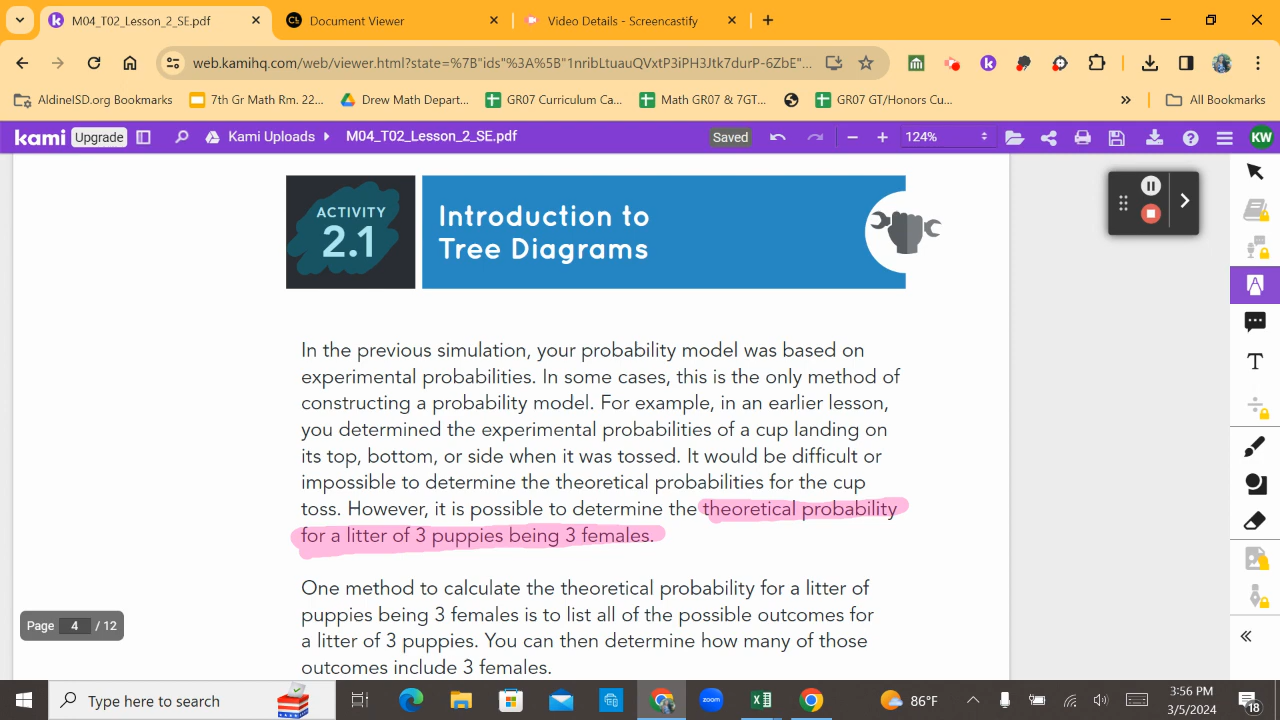 M04_T02_Lesson_2_SE.pdf
Document Viewer
Video Details - Screencastify
web.kamihq.com/web/viewer.html?state=%7B"ids"%3A%5B"1nribLtuauQVxtP3iPH3Jtk7durP-6ZbE"...
AldineISD.org Bookmarks
7th Gr Math Rm. 22...
Drew Math Depart...
GR07 Curriculum Ca...
Math GR07 & 7GT...
GR07 GT/Honors Cu...
All Bookmarks
kami Upgrade
Kami Uploads
M04_T02_Lesson_2_SE.pdf
Saved
124%
KW
ACTIVITY
2.1
Introduction to
Tree Diagrams
In the previous simulation, your probability model was based on
experimental probabilities. In some cases, this is the only method of
constructing a probability model. For example, in an earlier lesson,
you determined the experimental probabilities of a cup landing on
its top, bottom, or side when it was tossed. It would be difficult or
impossible to determine the theoretical probabilities for the cup
toss. However, it is possible to determine the theoretical probability
for a litter of 3 puppies being 3 females.
One method to calculate the theoretical probability for a litter of
puppies being 3 females is to list all of the possible outcomes for
a litter of 3 puppies. You can then determine how many of those
outcomes include 3 females.
Page 4 / 12
Type here to search
zoom
86°F
3:56 PM
3/5/2024
18